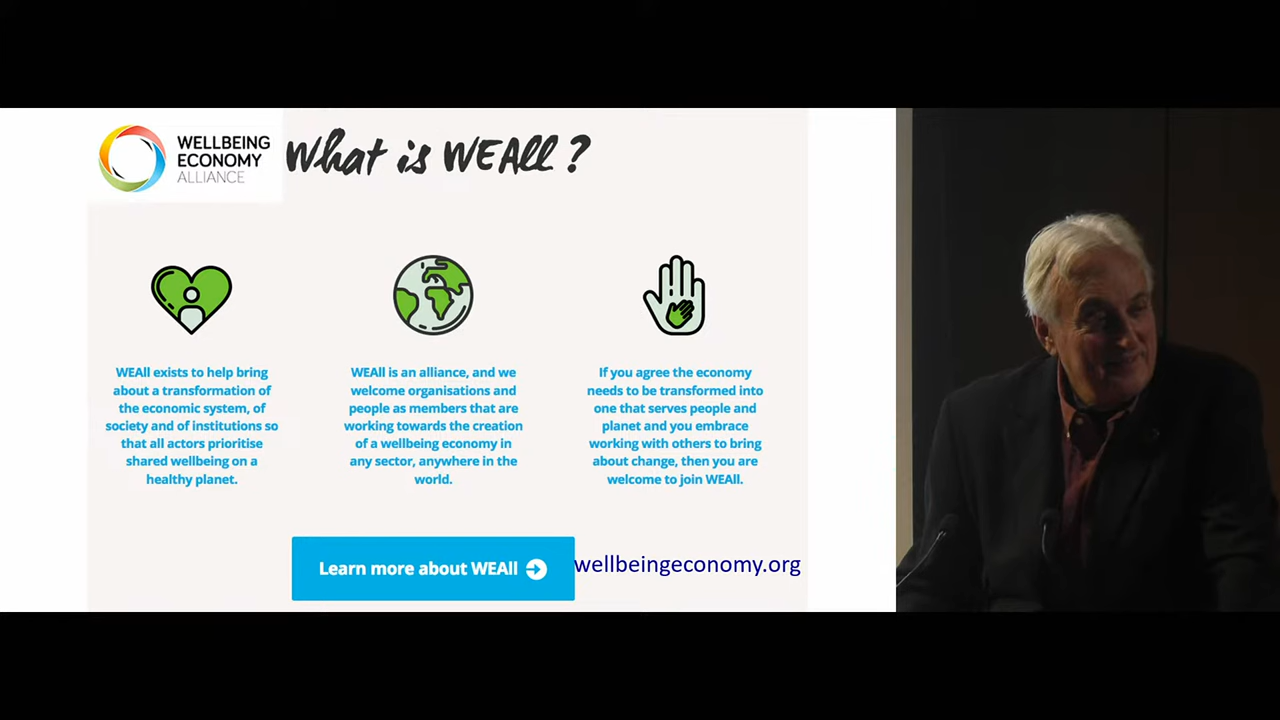 WELLBEING
ECONOMY
ALLIANCE
What is WEAll?
WEAll exists to help bring
about a transformation of
the economic system, of
society and of institutions so
that all actors prioritise
shared wellbeing on a
healthy planet.
WEAll is an alliance, and we
welcome organisations and
people as members that are
working towards the creation
of a wellbeing economy in
any sector, anywhere in the
world.
If you agree the economy
needs to be transformed into
one that serves people and
planet and you embrace
working with others to bring
about change, then you are
welcome to join WEAll.
Learn more about WEAll
wellbeingeconomy.org